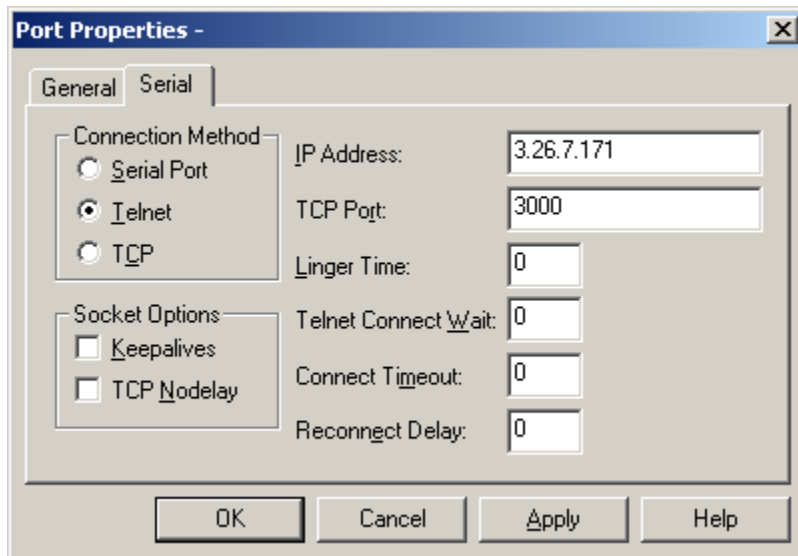 Port Properties -
General Serial
Connection Method
Serial Port
Telnet
TCP
Socket Options
Keepalives
TCP Nodelay
IP Address: 3.26.7.171
TCP Port: 3000
Linger Time: 0
Telnet Connect Wait: 0
Connect Timeout: 0
Reconnect Delay: 0
OK Cancel Apply Help